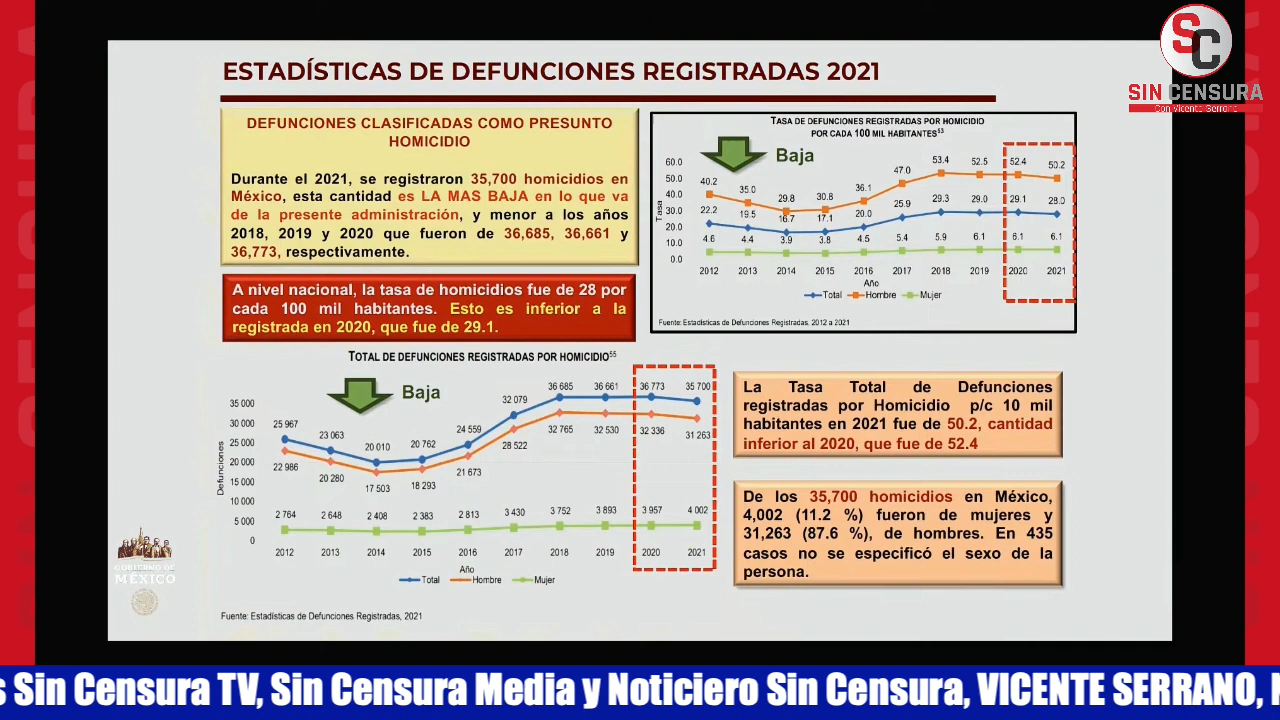 SC
SIN CENSURA
Con Vicente Serrano
ESTADÍSTICAS DE DEFUNCIONES REGISTRADAS 2021
DEFUNCIONES CLASIFICADAS COMO PRESUNTO
HOMICIDIO
Durante el 2021, se registraron 35,700 homicidios en
México, esta cantidad es LA MAS BAJA en lo que va
de la presente administración, y menor a los años
2018, 2019 y 2020 que fueron de 36,685, 36,661 y
36,773, respectivamente.
A nivel nacional, la tasa de homicidios fue de 28 por
cada 100 mil habitantes. Esto es inferior a la
registrada en 2020, que fue de 29.1.
TASA DE DEFUNCIONES REGISTRADAS POR HOMICIDIO
POR CADA 100 MIL HABITANTES53
Baja
Tasa
60.0
50.0
40.0
30.0
20.0
10.0
0.0
40.2 35.0 29.8 30.8 36.1 47.0 53.4 52.5 52.4 50.2
22.2 19.5 16.7 17.1 20.0 25.9 29.3 29.0 29.1 28.0
4.6 4.4 3.9 3.8 4.5 5.4 5.9 6.1 6.1 6.1
2012 2013 2014 2015 2016 2017 2018 2019 2020 2021
Año
Total Hombre Mujer
Fuente: Estadísticas de Defunciones Registradas, 2012 a 2021
TOTAL DE DEFUNCIONES REGISTRADAS POR HOMICIDIO55
Baja
Defunciones
35 000
30 000
25 000
20 000
15 000
10 000
5 000
0
25 967 23 063 20 010 20 762 24 559 32 079 36 685 36 661 36 773 35 700
22 986 20 280 17 503 18 293 21 673 28 522 32 765 32 530 32 336 31 263
2 764 2 648 2 408 2 383 2 813 3 430 3 752 3 893 3 957 4 002
2012 2013 2014 2015 2016 2017 2018 2019 2020 2021
Año
Total Hombre Mujer
Fuente: Estadísticas de Defunciones Registradas, 2021
La Tasa Total de Defunciones
registradas por Homicidio p/c 10 mil
habitantes en 2021 fue de 50.2, cantidad
inferior al 2020, que fue de 52.4
De los 35,700 homicidios en México,
4,002 (11.2 %) fueron de mujeres y
31,263 (87.6 %), de hombres. En 435
casos no se especificó el sexo de la
persona.
GOBIERNO DE
MÉXICO
s Sin Censura TV, Sin Censura Media y Noticiero Sin Censura, VICENTE SERRANO,